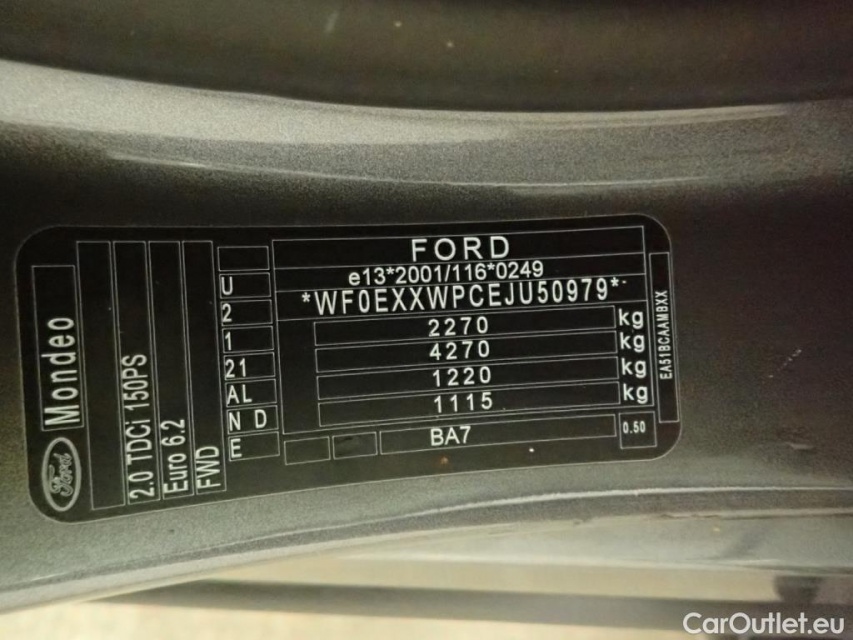 FORD
e13*2001/116*0249
*WF0EXXWPCEJU50979*
2270 kg
4270 kg
1220 kg
1115 kg
BA7
0.50
EA51BCAAMBXX
U
2
1
21
AL
N D
E
Ford
Mondeo
2.0 TDCi 150PS
Euro 6.2
FWD
CarOutlet.eu